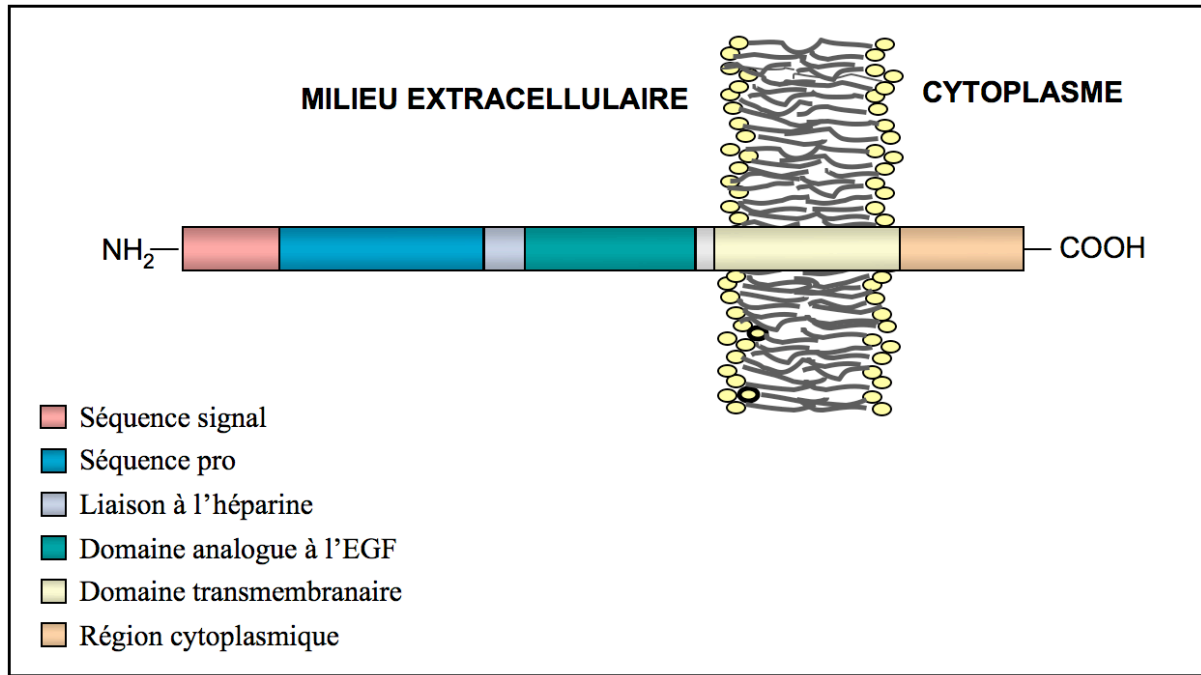 MILIEU EXTRACELLULAIRE
CYTOPLASME
NH2
COOH
Séquence signal
Séquence pro
Liaison à l’héparine
Domaine analogue à l’EGF
Domaine transmembranaire
Région cytoplasmique